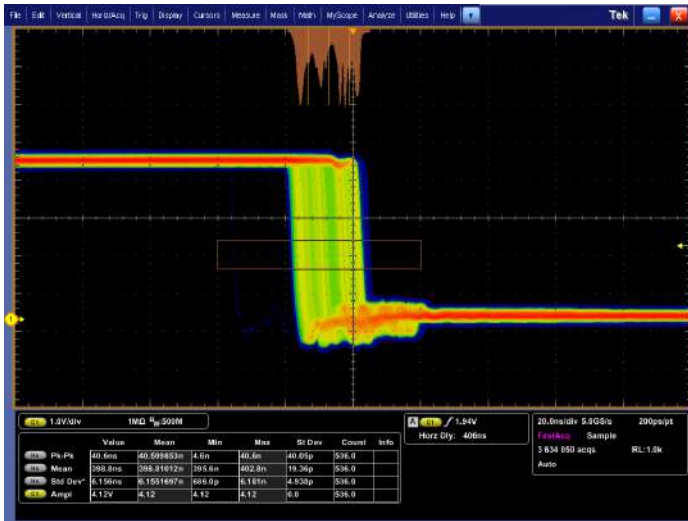 File Edit Vertical Horiz/Acq Trig Display Cursors Measure Mask Math MyScope Analyze Utilities Help Tek X
1
C1 1.0V/div 1MΩ BW:500M
A C1 1.94V
Horz Dly: 406ns
20.0ns/div 5.0GS/s 200ps/pt
FastAcq Sample
3 634 050 acqs RL:1.0k
Auto
Value Mean Min Max St Dev Count Info
Pk-Pk 40.6ns 40.599853n 4.6n 40.6n 40.05p 536.0
Mean 398.8ns 398.81012n 395.6n 402.8n 19.36p 536.0
Std Dev* 6.156ns 6.1551697n 686.0p 6.181n 4.938p 536.0
C1 Ampl 4.12V 4.12 4.12 4.12 0.0 536.0